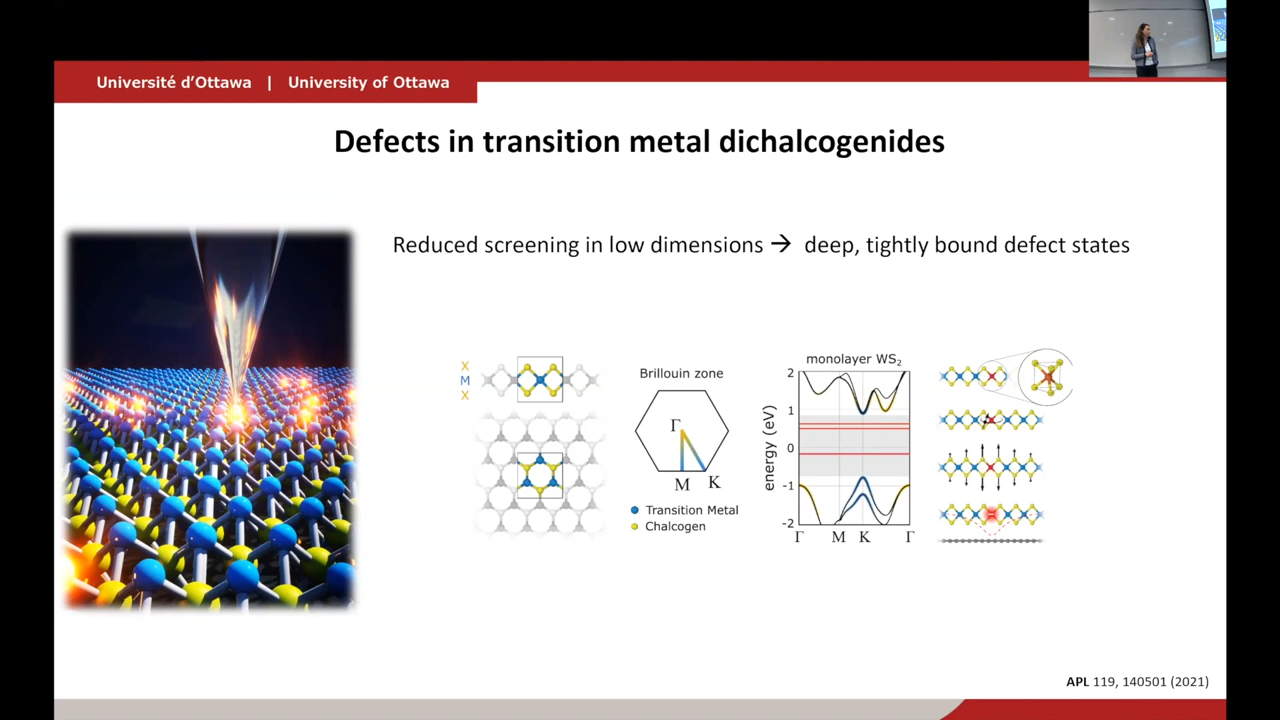 Université d'Ottawa | University of Ottawa
Defects in transition metal dichalcogenides
Reduced screening in low dimensions → deep, tightly bound defect states
X
M
X
Brillouin zone
Γ
M
K
Transition Metal
Chalcogen
monolayer WS₂
energy (eV)
2
1
0
-1
-2
Γ
M
K
Γ
APL 119, 140501 (2021)